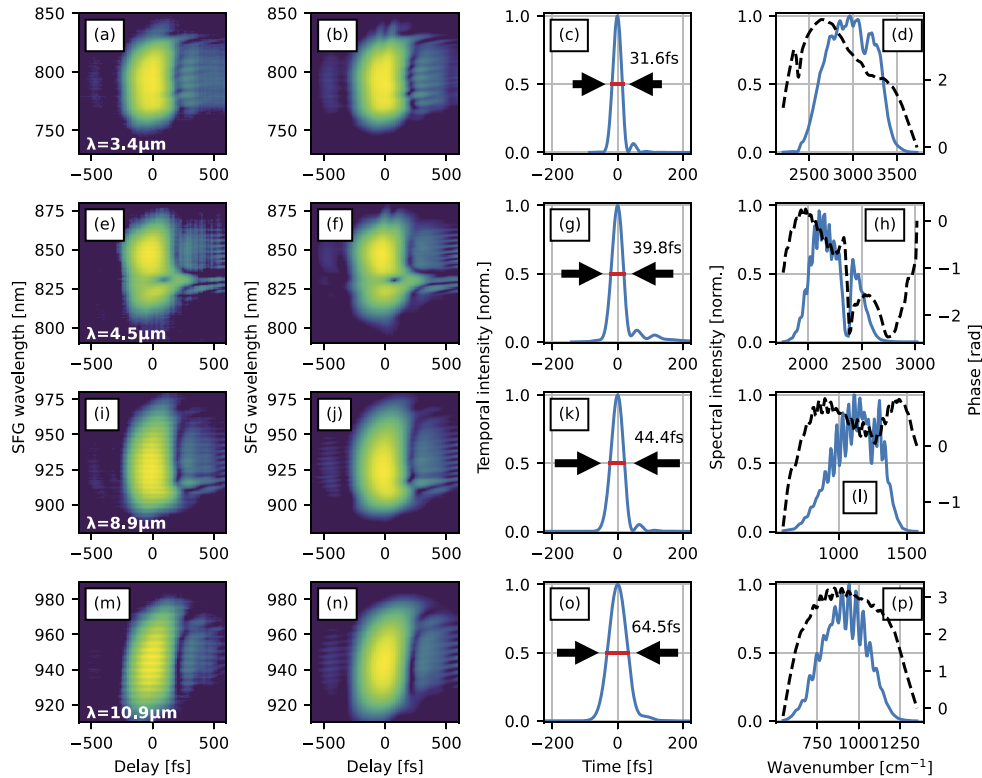 (a)
(b)
(c)
(d)
850
800
750
λ=3.4μm
−500 0 500
850
800
750
−500 0 500
1.0
0.5
0.0
31.6fs
−200 0 200
1.0
0.5
0.0
2
0
2500 3000 3500
(e)
(f)
(g)
(h)
875
850
825
800
λ=4.5μm
−500 0 500
875
850
825
800
−500 0 500
1.0
0.5
0.0
39.8fs
−200 0 200
1.0
0.5
0.0
0
−1
−2
2000 2500 3000
(i)
(j)
(k)
(l)
975
950
925
900
λ=8.9μm
−500 0 500
975
950
925
900
−500 0 500
1.0
0.5
0.0
44.4fs
−200 0 200
1.0
0.5
0.0
0
−1
1000 1500
(m)
(n)
(o)
(p)
980
960
940
920
λ=10.9μm
−500 0 500
980
960
940
920
−500 0 500
1.0
0.5
0.0
64.5fs
−200 0 200
1.0
0.5
0.0
3
2
1
0
750 1000 1250
SFG wavelength [nm]
SFG wavelength [nm]
Temporal intensity [norm.]
Spectral intensity [norm.]
Phase [rad]
Delay [fs]
Delay [fs]
Time [fs]
Wavenumber [cm⁻¹]